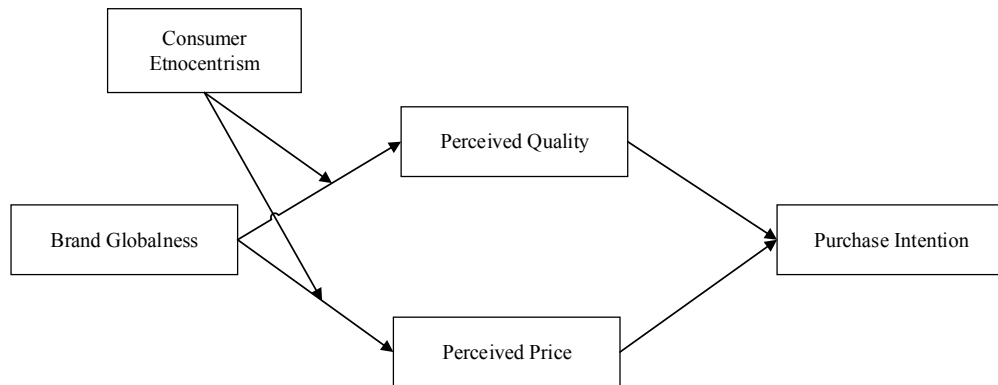 Consumer
Etnocentrism
Perceived Quality
Brand Globalness
Purchase Intention
Perceived Price